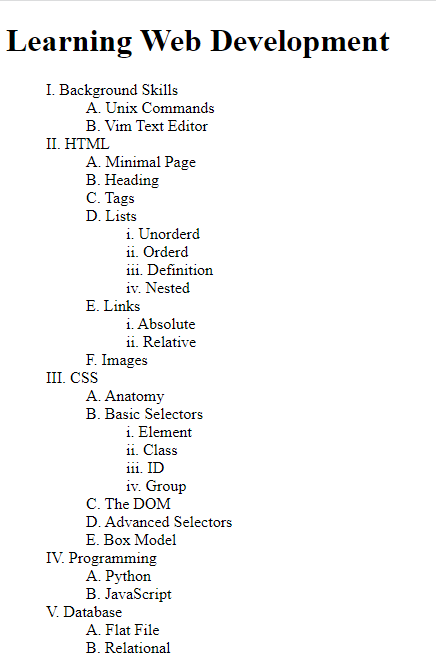 Learning Web Development
I. Background Skills
A. Unix Commands
B. Vim Text Editor
II. HTML
A. Minimal Page
B. Heading
C. Tags
D. Lists
i. Unorderd
ii. Orderd
iii. Definition
iv. Nested
E. Links
i. Absolute
ii. Relative
F. Images
III. CSS
A. Anatomy
B. Basic Selectors
i. Element
ii. Class
iii. ID
iv. Group
C. The DOM
D. Advanced Selectors
E. Box Model
IV. Programming
A. Python
B. JavaScript
V. Database
A. Flat File
B. Relational